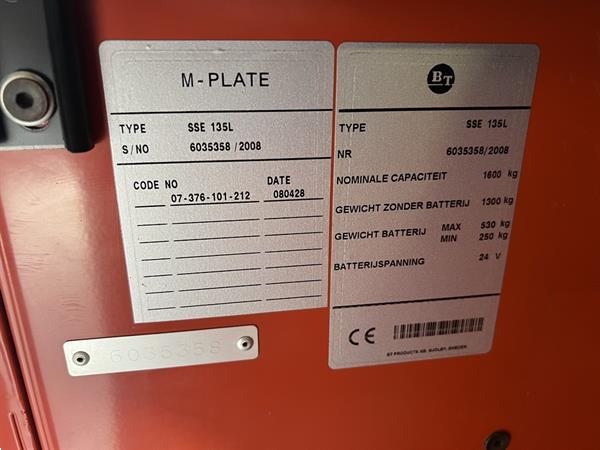 M-PLATE
TYPE SSE 135L
S/NO 6035358 /2008
CODE NO DATE
07-376-101-212 080428
6035358
BT
TYPE SSE 135L
NR 6035358/2008
NOMINALE CAPACITEIT 1600 kg
GEWICHT ZONDER BATTERIJ 1300 kg
GEWICHT BATTERIJ MAX 530 kg
MIN 250 kg
BATTERIJSPANNING 24 V
CE
BT PRODUCTS AB, MJOLBY, SWEDEN